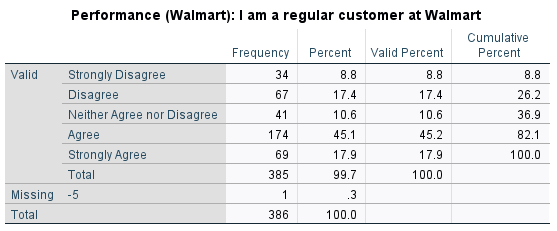 Performance (Walmart): I am a regular customer at Walmart
Frequency Percent Valid Percent Cumulative Percent
Valid Strongly Disagree 34 8.8 8.8 8.8
Disagree 67 17.4 17.4 26.2
Neither Agree nor Disagree 41 10.6 10.6 36.9
Agree 174 45.1 45.2 82.1
Strongly Agree 69 17.9 17.9 100.0
Total 385 99.7 100.0
Missing -5 1 .3
Total 386 100.0